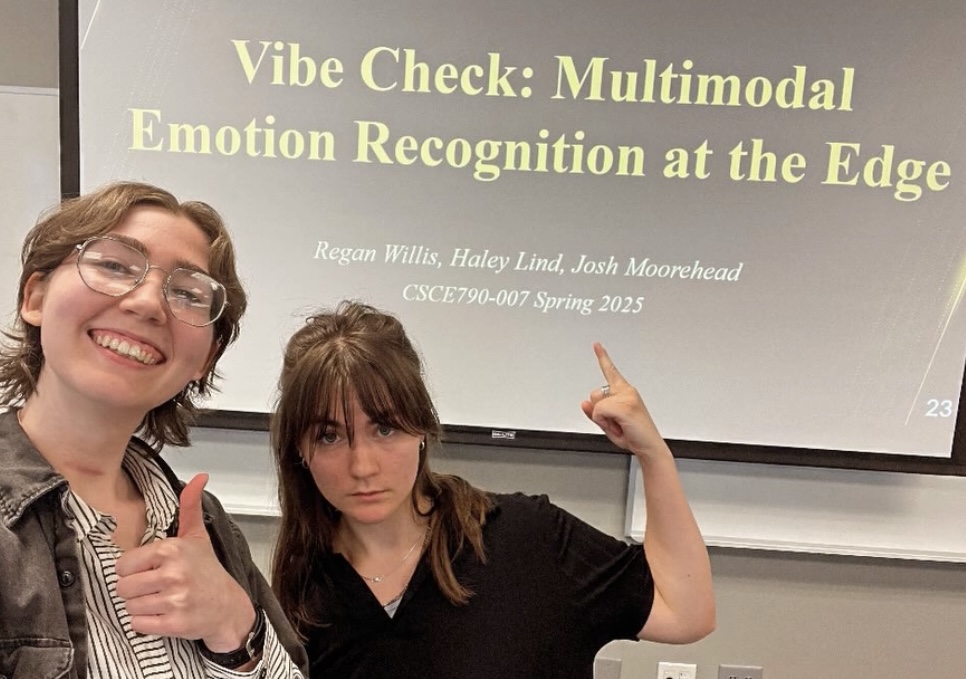 Vibe Check: Multimodal
Emotion Recognition at the Edge
Regan Willis, Haley Lind, Josh Moorehead
CSCE790-007 Spring 2025
23